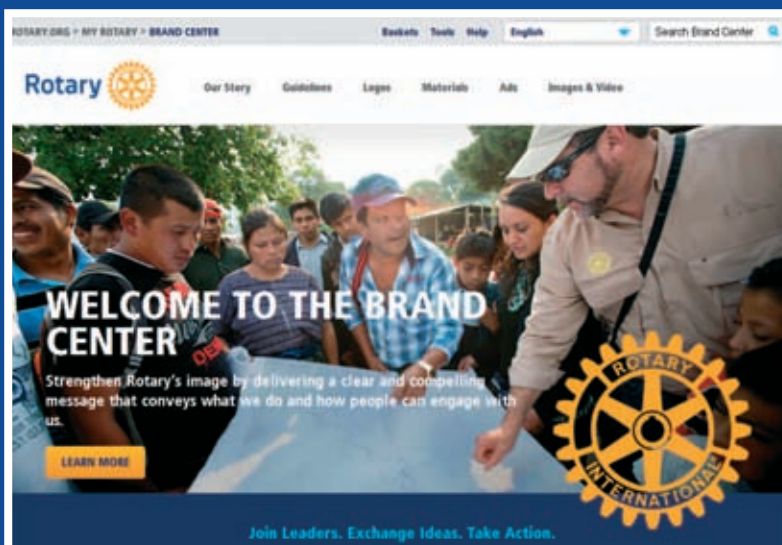 ROTARY.ORG > MY ROTARY > BRAND CENTER
Baskets Tools Help English Search Brand Center
Rotary
Our Story Guidelines Logos Materials Ads Images & Video
WELCOME TO THE BRAND
CENTER
Strengthen Rotary's image by delivering a clear and compelling
message that conveys what we do and how people can engage with
us.
LEARN MORE
ROTARY
INTERNATIONAL
Join Leaders. Exchange Ideas. Take Action.